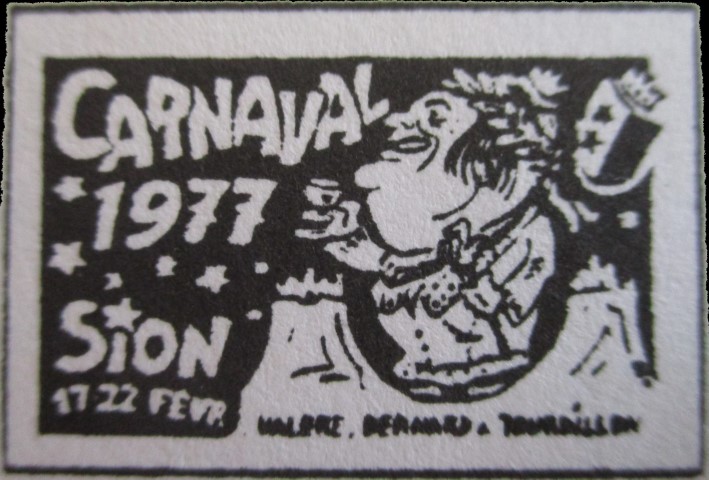 CARNAVAL
1977
SION
17-22 FEVR.
VALERE, BERNARD & TOURBILLON